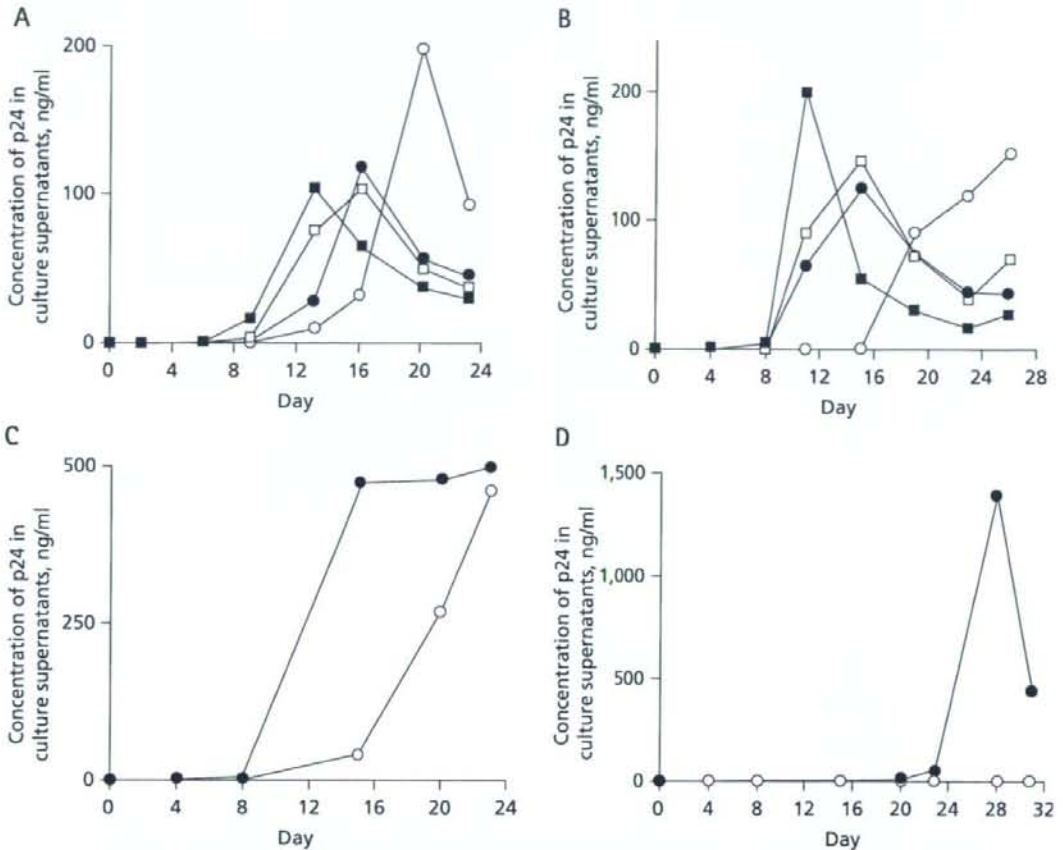 A
Concentration of p24 in
culture supernatants, ng/ml
200
100
0
0 4 8 12 16 20 24
Day
B
Concentration of p24 in
culture supernatants, ng/ml
200
100
0
0 4 8 12 16 20 24 28
Day
C
Concentration of p24 in
culture supernatants, ng/ml
500
250
0
0 4 8 12 16 20 24
Day
D
Concentration of p24 in
culture supernatants, ng/ml
1,500
1,000
500
0
0 4 8 12 16 20 24 28 32
Day